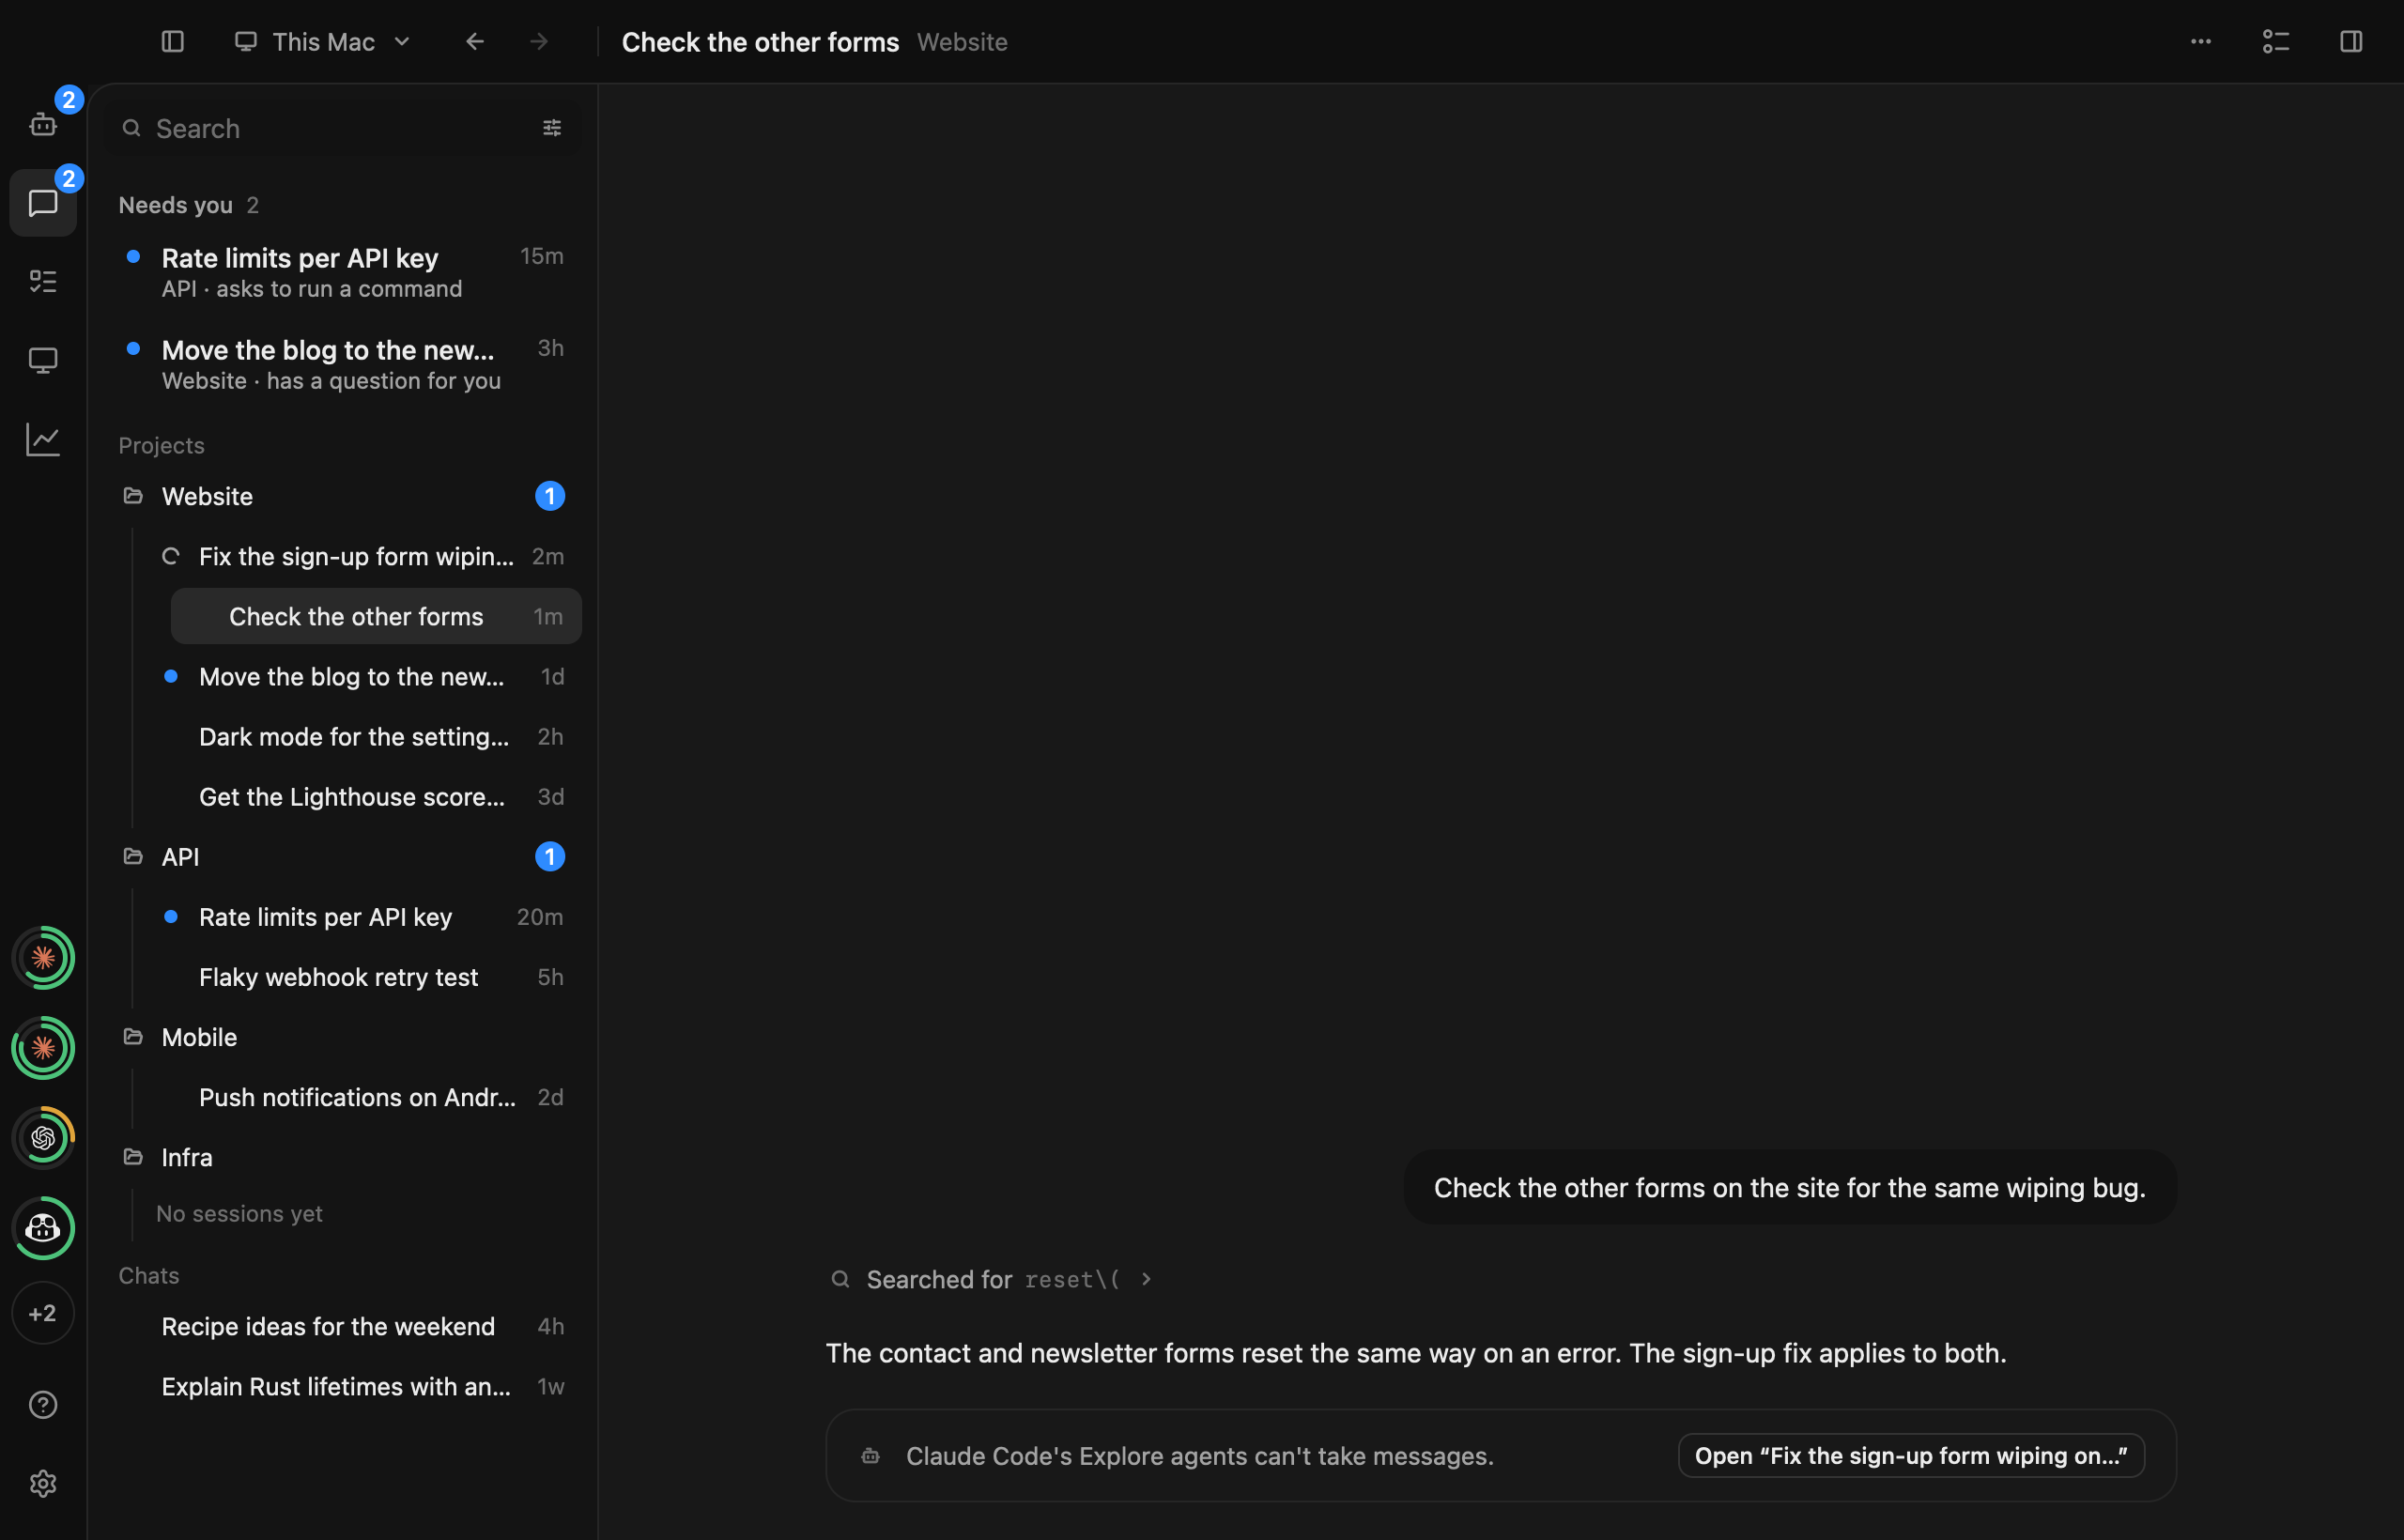 This Mac
Check the other forms Website
2
2
Search
Needs you 2
Rate limits per API key 15m
API · asks to run a command
Move the blog to the new... 3h
Website · has a question for you
Projects
Website 1
Fix the sign-up form wipin... 2m
Check the other forms 1m
Move the blog to the new... 1d
Dark mode for the setting... 2h
Get the Lighthouse score... 3d
API 1
Rate limits per API key 20m
Flaky webhook retry test 5h
Mobile
Push notifications on Andr... 2d
Infra
No sessions yet
Chats
Recipe ideas for the weekend 4h
Explain Rust lifetimes with an... 1w
+2
Check the other forms on the site for the same wiping bug.
Searched for reset\(
The contact and newsletter forms reset the same way on an error. The sign-up fix applies to both.
Claude Code's Explore agents can't take messages.
Open “Fix the sign-up form wiping on...”